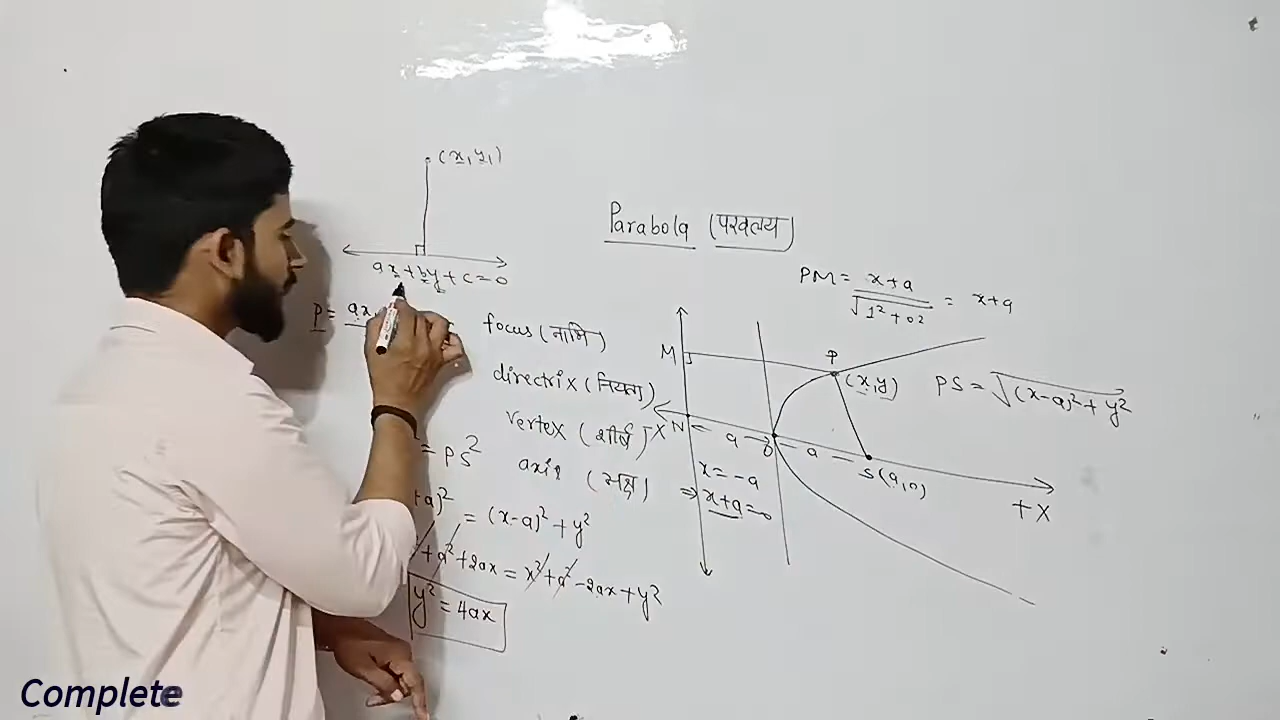 (x₁, y₁)
Parabola (परवलय)
ax + by + c = 0
PM = x+a / √1² + 0² = x+a
P = ax₁
focus (नाभि)
M
P
(x, y)
PS = √(x-a)² + y²
directrix (नियता)
vertex (शीर्ष)
X N a O a S(a,0)
+X
= PS²
axis (अक्ष)
x = -a
⇒ x+a=0
+a)² = (x-a)² + y²
² + a² + 2ax = x² + a² - 2ax + y²
y² = 4ax
Complete